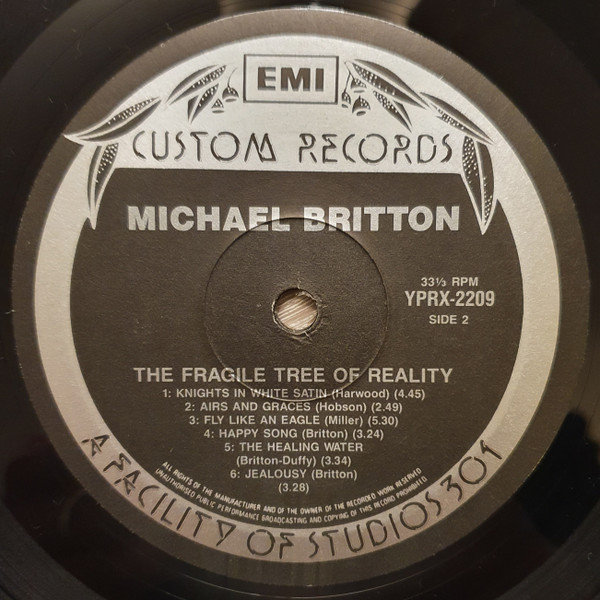 EMI
CUSTOM RECORDS
MICHAEL BRITTON
33⅓ RPM
YPRX-2209
SIDE 2
THE FRAGILE TREE OF REALITY
1: KNIGHTS IN WHITE SATIN (Harwood) (4.45)
2: AIRS AND GRACES (Hobson) (2.49)
3: FLY LIKE AN EAGLE (Miller) (5.30)
4: HAPPY SONG (Britton) (3.24)
5: THE HEALING WATER
(Britton-Duffy) (3.34)
6: JEALOUSY (Britton)
(3.28)
ALL RIGHTS OF THE MANUFACTURER AND OF THE OWNER OF THE RECORDED WORK RESERVED
UNAUTHORISED PUBLIC PERFORMANCE BROADCASTING AND COPYING OF THIS RECORD PROHIBITED
A FACILITY OF STUDIOS 301